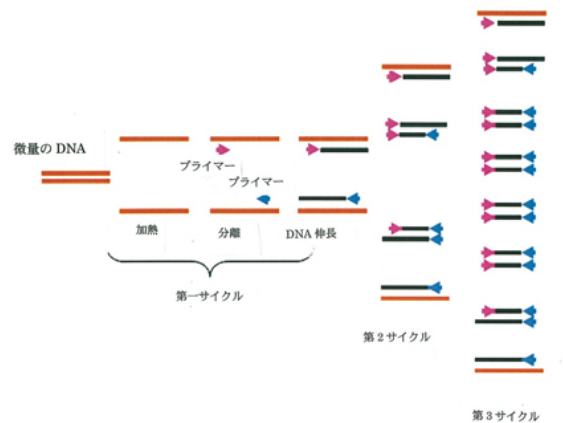 微量の DNA
プライマー
プライマー
加熱
分離
DNA 伸長
第一サイクル
第２サイクル
第３サイクル